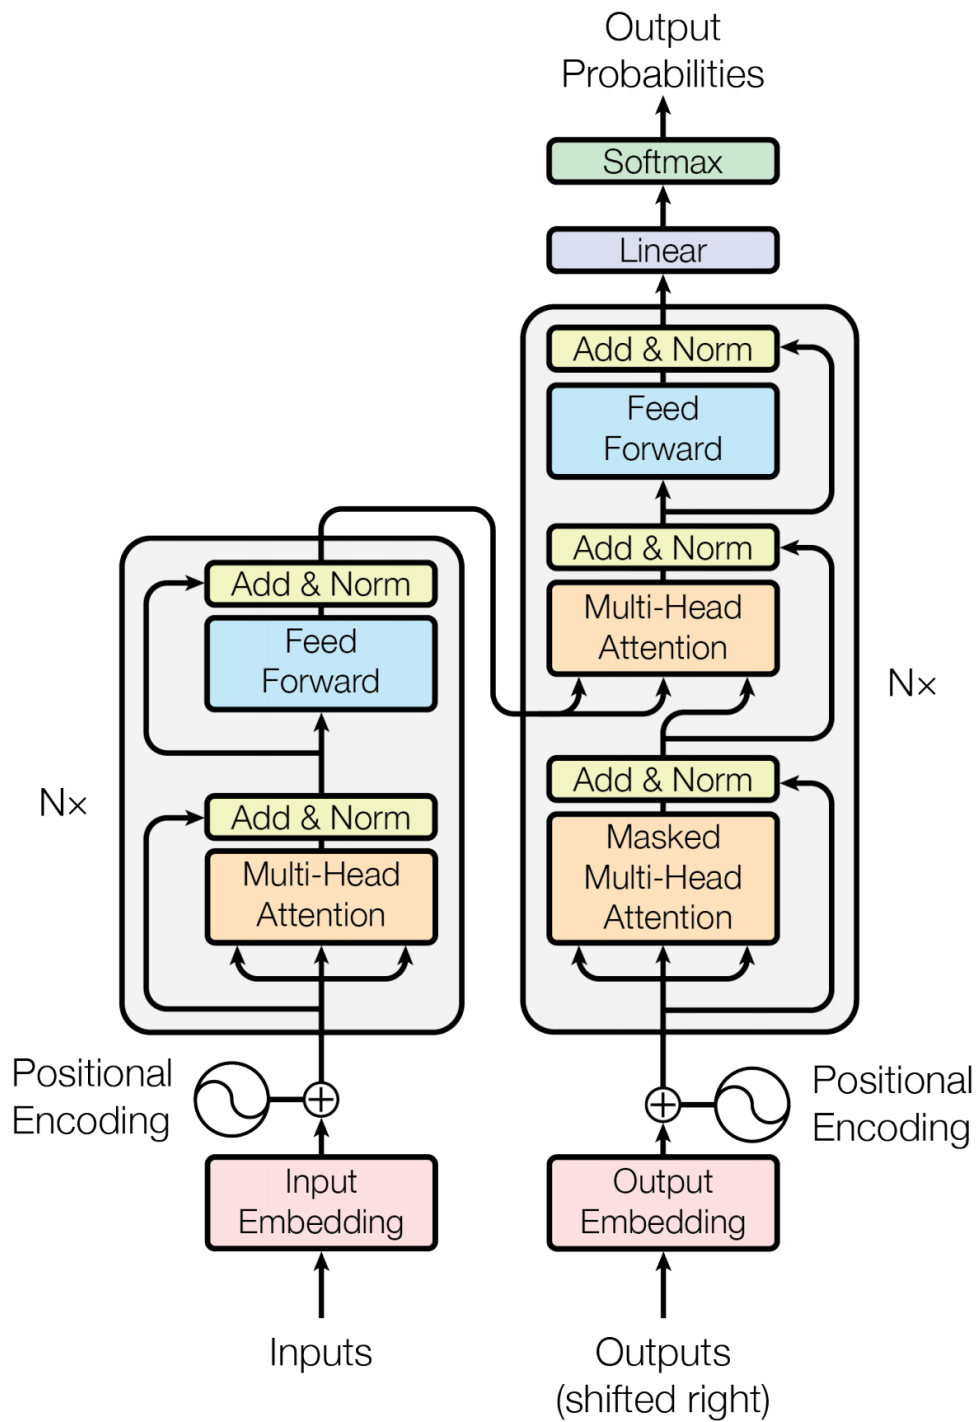 Output
Probabilities
Softmax
Linear
Add & Norm
Feed
Forward
Add & Norm
Multi-Head
Attention
Add & Norm
Masked
Multi-Head
Attention
N×
Add & Norm
Feed
Forward
Add & Norm
Multi-Head
Attention
N×
Positional
Encoding
Positional
Encoding
Input
Embedding
Output
Embedding
Inputs
Outputs
(shifted right)